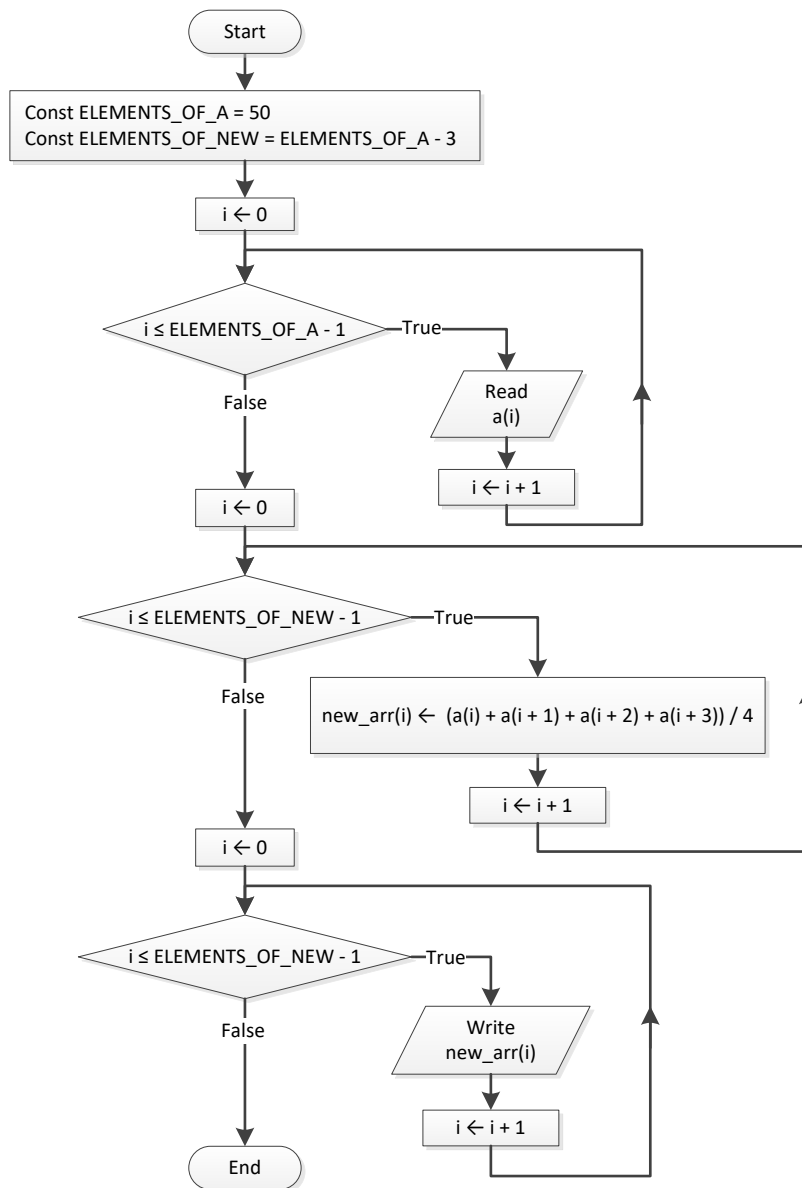 Start
Const ELEMENTS_OF_A = 50
Const ELEMENTS_OF_NEW = ELEMENTS_OF_A - 3
i ← 0
i ≤ ELEMENTS_OF_A - 1
True
Read
a(i)
False
i ← i + 1
i ← 0
i ≤ ELEMENTS_OF_NEW - 1
True
False
new_arr(i) ← (a(i) + a(i + 1) + a(i + 2) + a(i + 3)) / 4
i ← i + 1
i ← 0
i ≤ ELEMENTS_OF_NEW - 1
True
False
Write
new_arr(i)
i ← i + 1
End